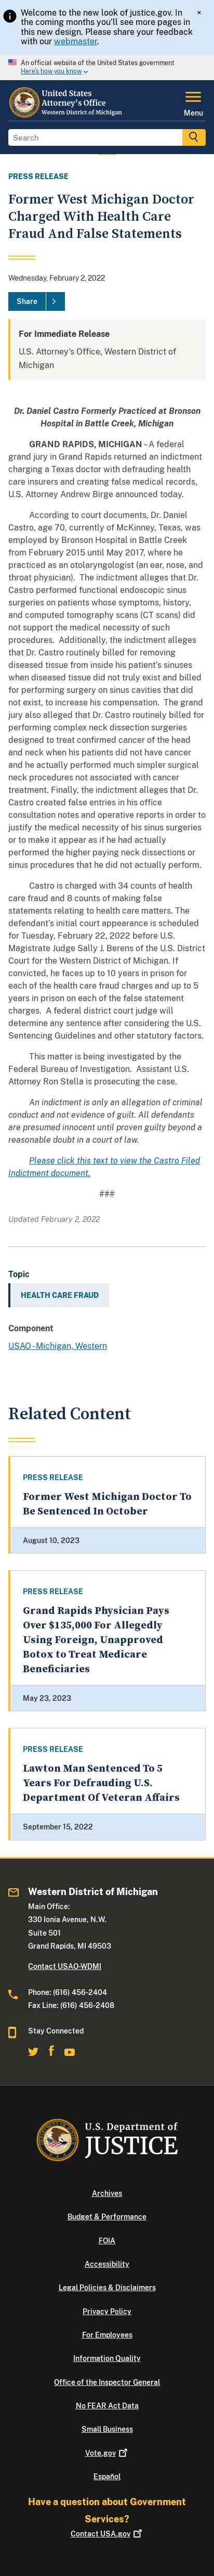 Welcome to the new look of justice.gov. In
the coming months you'll see more pages in
this new design. Please share your feedback
with our webmaster.
×
An official website of the United States government
Here's how you know
United States
Attorney's Office
Western District of Michigan
Menu
Search
PRESS RELEASE
Former West Michigan Doctor
Charged With Health Care
Fraud And False Statements
Wednesday, February 2, 2022
Share
For Immediate Release
U.S. Attorney's Office, Western District of
Michigan
Dr. Daniel Castro Formerly Practiced at Bronson
Hospital in Battle Creek, Michigan
GRAND RAPIDS, MICHIGAN – A federal
grand jury in Grand Rapids returned an indictment
charging a Texas doctor with defrauding health
care insurers and creating false medical records,
U.S. Attorney Andrew Birge announced today.
According to court documents, Dr. Daniel
Castro, age 70, currently of McKinney, Texas, was
employed by Bronson Hospital in Battle Creek
from February 2015 until May 2017, where he
practiced as an otolaryngologist (an ear, nose, and
throat physician).  The indictment alleges that Dr.
Castro performed functional endoscopic sinus
surgeries on patients whose symptoms, history,
and computed tomography scans (CT scans) did
not support the medical necessity of such
procedures.  Additionally, the indictment alleges
that Dr. Castro did not remove bone or diseased
tissue from inside the maxillary or sinus's sinuses
when diseased tissue did not exist, but still billed
for performing surgery on sinus cavities that did
not exist, to increase his compensation.  The grand
jury also alleged that Dr. Castro routinely billed for
performing complex neck dissection surgeries
designed to treat confirmed cancer of the head
and neck when he did not actually perform such
procedures as he actually performed simpler surgical
neck procedures not associated with cancer
treatment.  Finally, the indictment alleges that Dr.
Castro made false entries in his office
consultation notes and operative reports in order to
justify the medical necessity of his sinus surgeries
or to make it appear that he performed the
higher paying procedures like neck dissections or
sinus procedures that he did not actually perform.
Castro is charged with 34 counts of health
care fraud and 8 counts of making false
statements relating to health care matters.  The
defendant's initial court appearance is scheduled
for Tuesday, February 22, 2022 before U.S.
Magistrate Judge Sally J. Berens of the U.S. District
Court for the Western District of Michigan.  If
convicted, he faces up to 10 years in prison for
each of the health care fraud charges and up to 5
years in prison for each false statement
charge.  A federal district court judge will
determine any sentence after considering the U.S.
Sentencing Guidelines and other statutory factors.
This matter is being investigated by the
Federal Bureau of Investigation.  Assistant U.S.
Attorney Ron Stella is prosecuting the case.
An indictment is only an allegation of criminal
conduct and not evidence of guilt. All defendants
are presumed innocent until proven guilty beyond a
reasonable doubt in a court of law.
Please click this text to view the Castro Filed
Indictment document.
###
Updated February 2, 2022
Topic
HEALTH CARE FRAUD
Component
USAO - Michigan, Western
Related Content
PRESS RELEASE
Former West Michigan Doctor To
Be Sentenced In October
August 10, 2023
PRESS RELEASE
Grand Rapids Physician Pays
Over $135,000 For Allegedly
Using Foreign, Unapproved
Botox to Treat Medicare
Beneficiaries
May 23, 2023
PRESS RELEASE
Lawton Man Sentenced To 5
Years For Defrauding U.S.
Department Of Veteran Affairs
September 15, 2022
Western District of Michigan
Main Office:
330 Ionia Avenue, N.W.
Suite 501
Grand Rapids, MI 49503
Contact USAO-WDMI
Phone: (616) 456-2404
Fax Line: (616) 456-2408
Stay Connected
U.S. Department of
JUSTICE
Archives
Budget & Performance
FOIA
Accessibility
Legal Policies & Disclaimers
Privacy Policy
For Employees
Information Quality
Office of the Inspector General
No FEAR Act Data
Small Business
Vote.gov
Español
Have a question about Government
Services?
Contact USA.gov